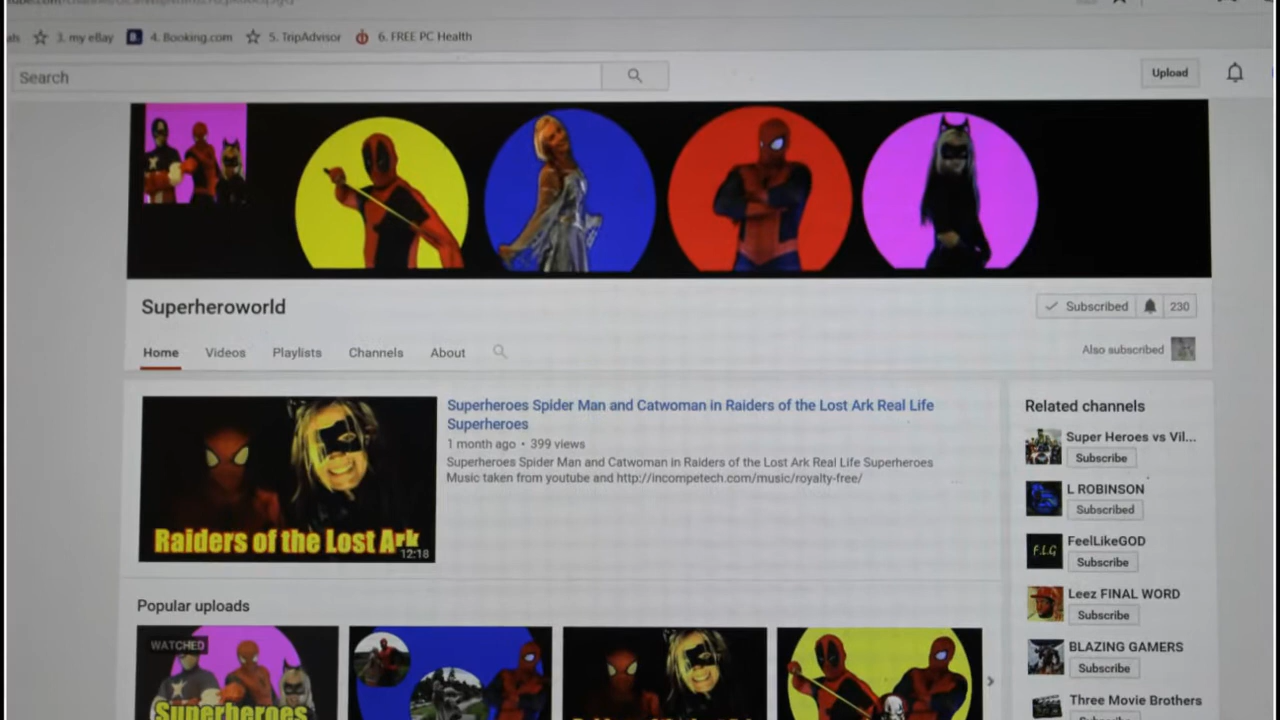 3. my eBay
4. Booking.com
5. TripAdvisor
6. FREE PC Health
Search
Upload
Superheroworld
Subscribed
230
Home
Videos
Playlists
Channels
About
Also subscribed
Superheroes Spider Man and Catwoman in Raiders of the Lost Ark Real Life
Superheroes
1 month ago • 399 views
Superheroes Spider Man and Catwoman in Raiders of the Lost Ark Real Life Superheroes
Music taken from youtube and http://incompetech.com/music/royalty-free/
Raiders of the Lost Ark
12:18
Related channels
Super Heroes vs Vil...
Subscribe
L ROBINSON
Subscribed
F.L.G
FeelLikeGOD
Subscribe
Leez FINAL WORD
Subscribe
BLAZING GAMERS
Subscribe
Three Movie Brothers
Popular uploads
WATCHED
Superheroes